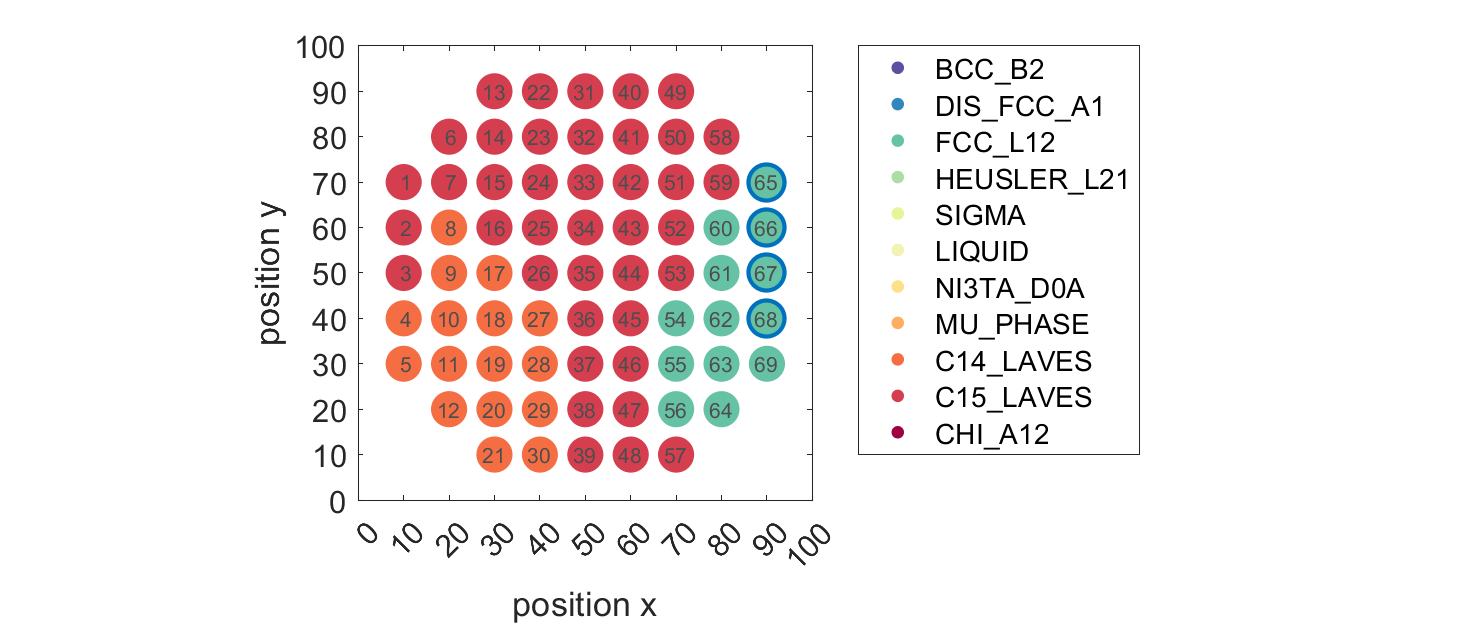 100
90
80
70
60
50
40
30
20
10
0
position y
13 22 31 40 49
6 14 23 32 41 50 58
1 7 15 24 33 42 51 59 65
2 8 16 25 34 43 52 60 66
3 9 17 26 35 44 53 61 67
4 10 18 27 36 45 54 62 68
5 11 19 28 37 46 55 63 69
12 20 29 38 47 56 64
21 30 39 48 57
0 10 20 30 40 50 60 70 80 90 100
position x
BCC_B2
DIS_FCC_A1
FCC_L12
HEUSLER_L21
SIGMA
LIQUID
NI3TA_D0A
MU_PHASE
C14_LAVES
C15_LAVES
CHI_A12